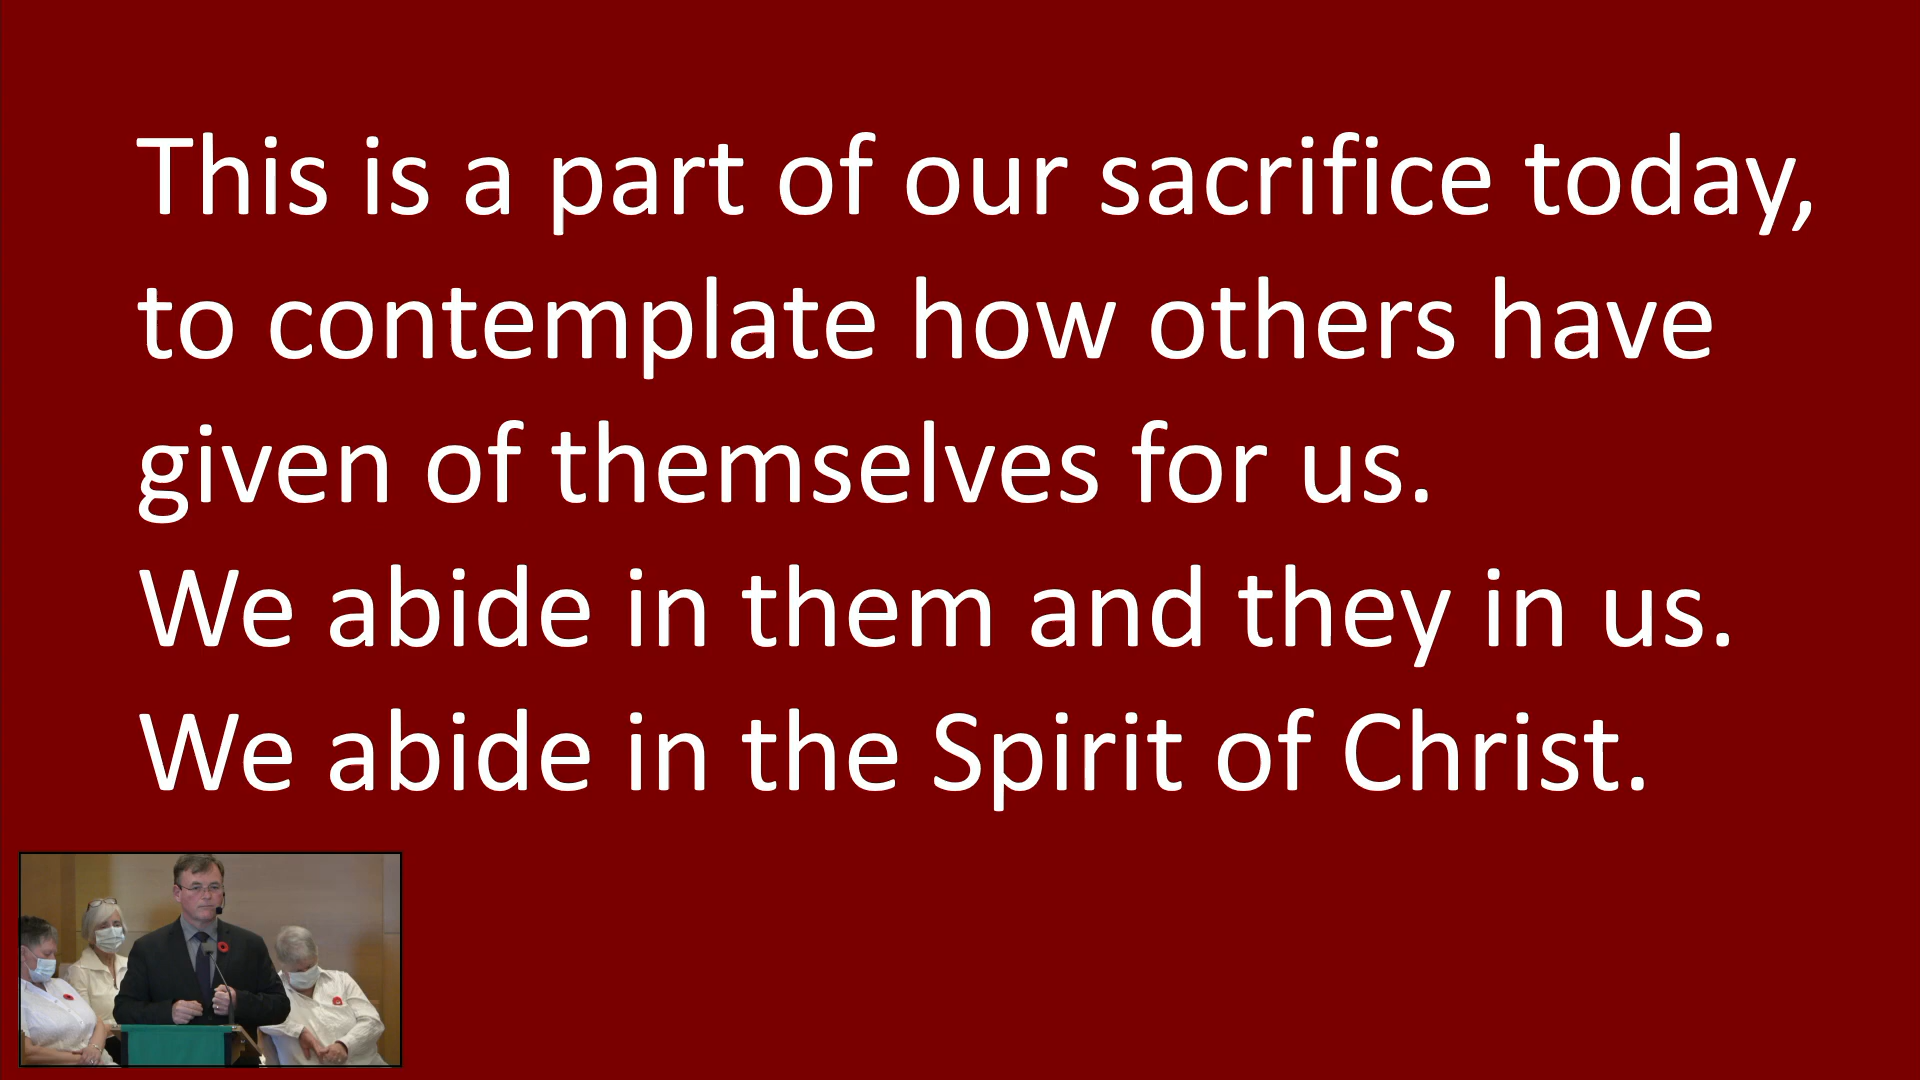 This is a part of our sacrifice today,
to contemplate how others have
given of themselves for us.
We abide in them and they in us.
We abide in the Spirit of Christ.